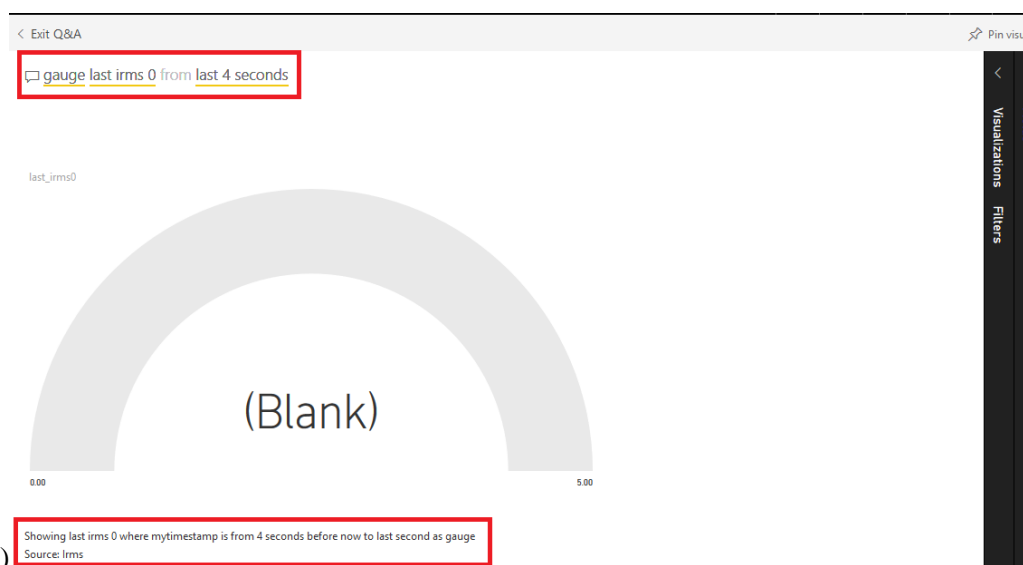 Exit Q&A
Pin visu
gauge last irms 0 from last 4 seconds
Visualizations
Filters
last_irms0
(Blank)
0.00
5.00
Showing last irms 0 where mytimestamp is from 4 seconds before now to last second as gauge
Source: Irms
)